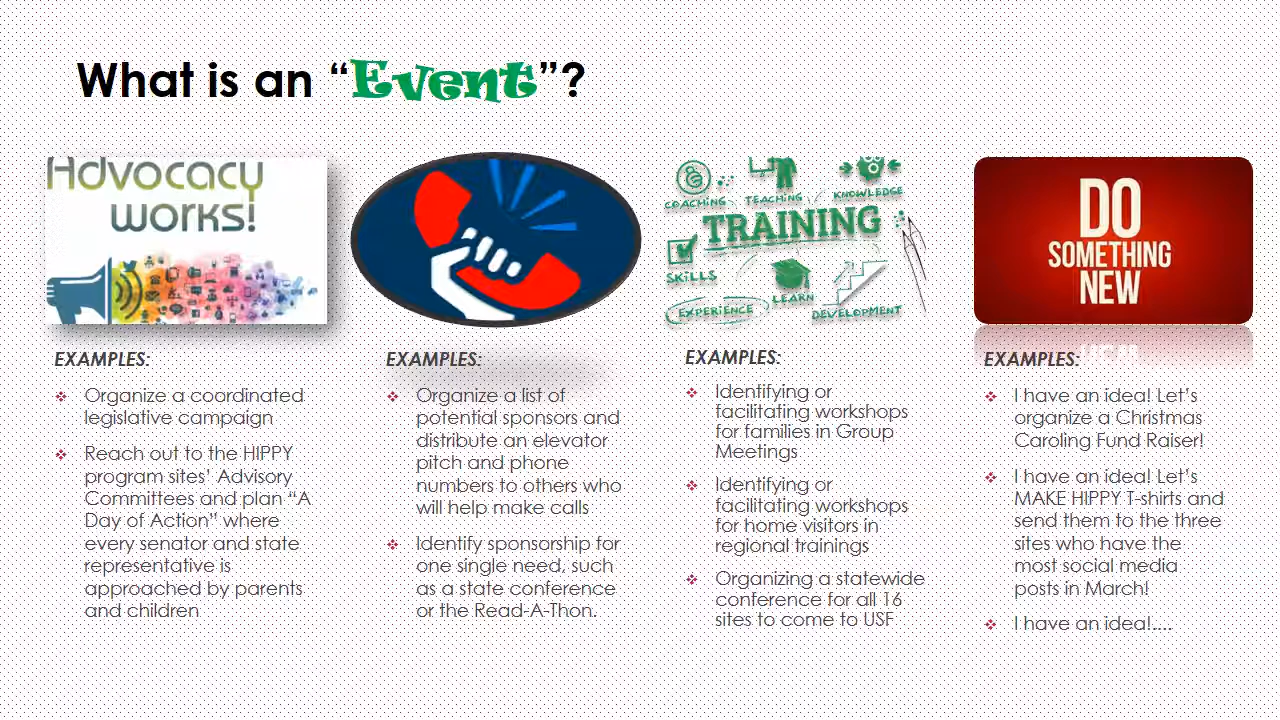 What is an “Event”?
Advocacy
works!
COACHING
TEACHING
KNOWLEDGE
TRAINING
SKILLS
LEARN
EXPERIENCE
DEVELOPMENT
DO
SOMETHING
NEW
EXAMPLES:
Organize a coordinated
legislative campaign
Reach out to the HIPPY
program sites’ Advisory
Committees and plan “A
Day of Action” where
every senator and state
representative is
approached by parents
and children
EXAMPLES:
Organize a list of
potential sponsors and
distribute an elevator
pitch and phone
numbers to others who
will help make calls
Identify sponsorship for
one single need, such
as a state conference
or the Read-A-Thon.
EXAMPLES:
Identifying or
facilitating workshops
for families in Group
Meetings
Identifying or
facilitating workshops
for home visitors in
regional trainings
Organizing a statewide
conference for all 16
sites to come to USF
EXAMPLES:
I have an idea! Let’s
organize a Christmas
Caroling Fund Raiser!
I have an idea! Let’s
MAKE HIPPY T-shirts and
send them to the three
sites who have the
most social media
posts in March!
I have an idea!....